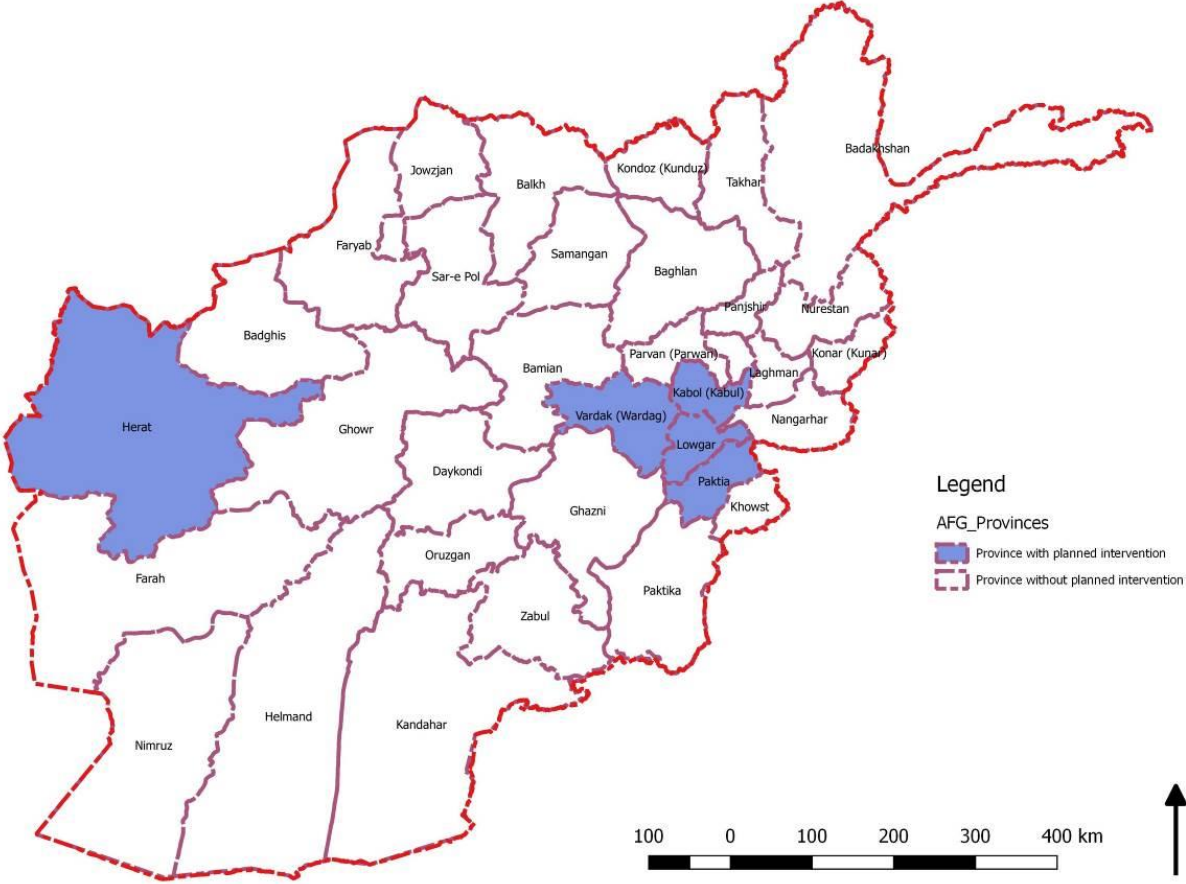 Badakhshan
Jowzjan
Balkh
Kondoz (Kunduz)
Takhar
Faryab
Samangan
Baghlan
Sar-e Pol
Panjshir
Nurestan
Badghis
Parvan (Parwan)
Konar (Kunar)
Bamian
Laghman
Kabol (Kabul)
Herat
Ghowr
Vardak (Wardag)
Nangarhar
Lowgar
Daykondi
Paktia
Ghazni
Khowst
Oruzgan
Farah
Paktika
Zabul
Helmand
Kandahar
Nimruz
Legend
AFG_Provinces
Province with planned intervention
Province without planned intervention
100 0 100 200 300 400 km